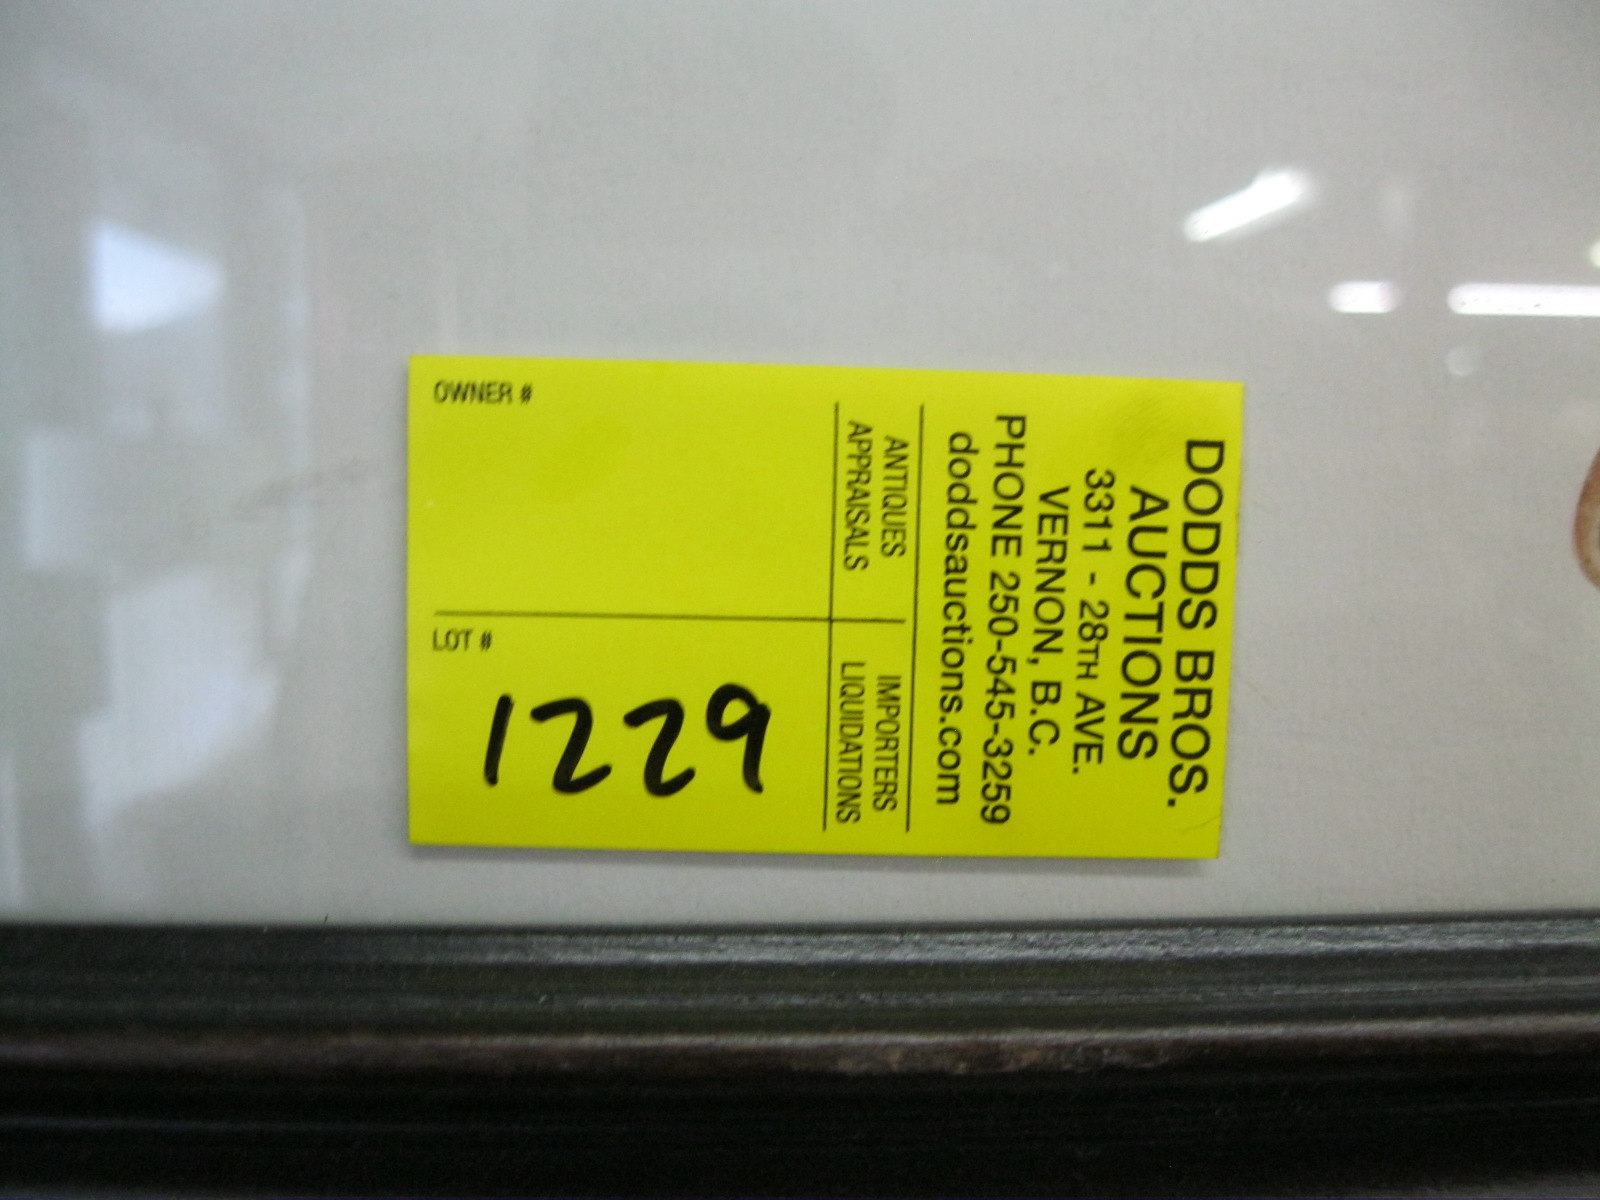 DODDS BROS.
AUCTIONS
3311 - 28TH AVE.
VERNON, B.C.
PHONE 250-545-3259
doddsauctions.com
ANTIQUES
APPRAISALS
IMPORTERS
LIQUIDATIONS
OWNER #
LOT #
1229